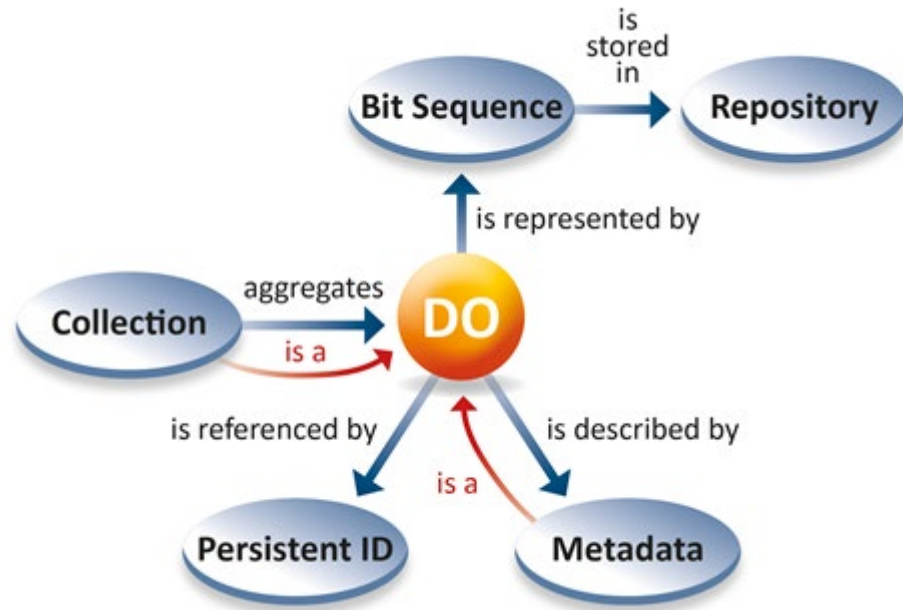 is
stored
in
Bit Sequence
Repository
is represented by
aggregates
DO
Collection
is a
is referenced by
is described by
is a
Persistent ID
Metadata